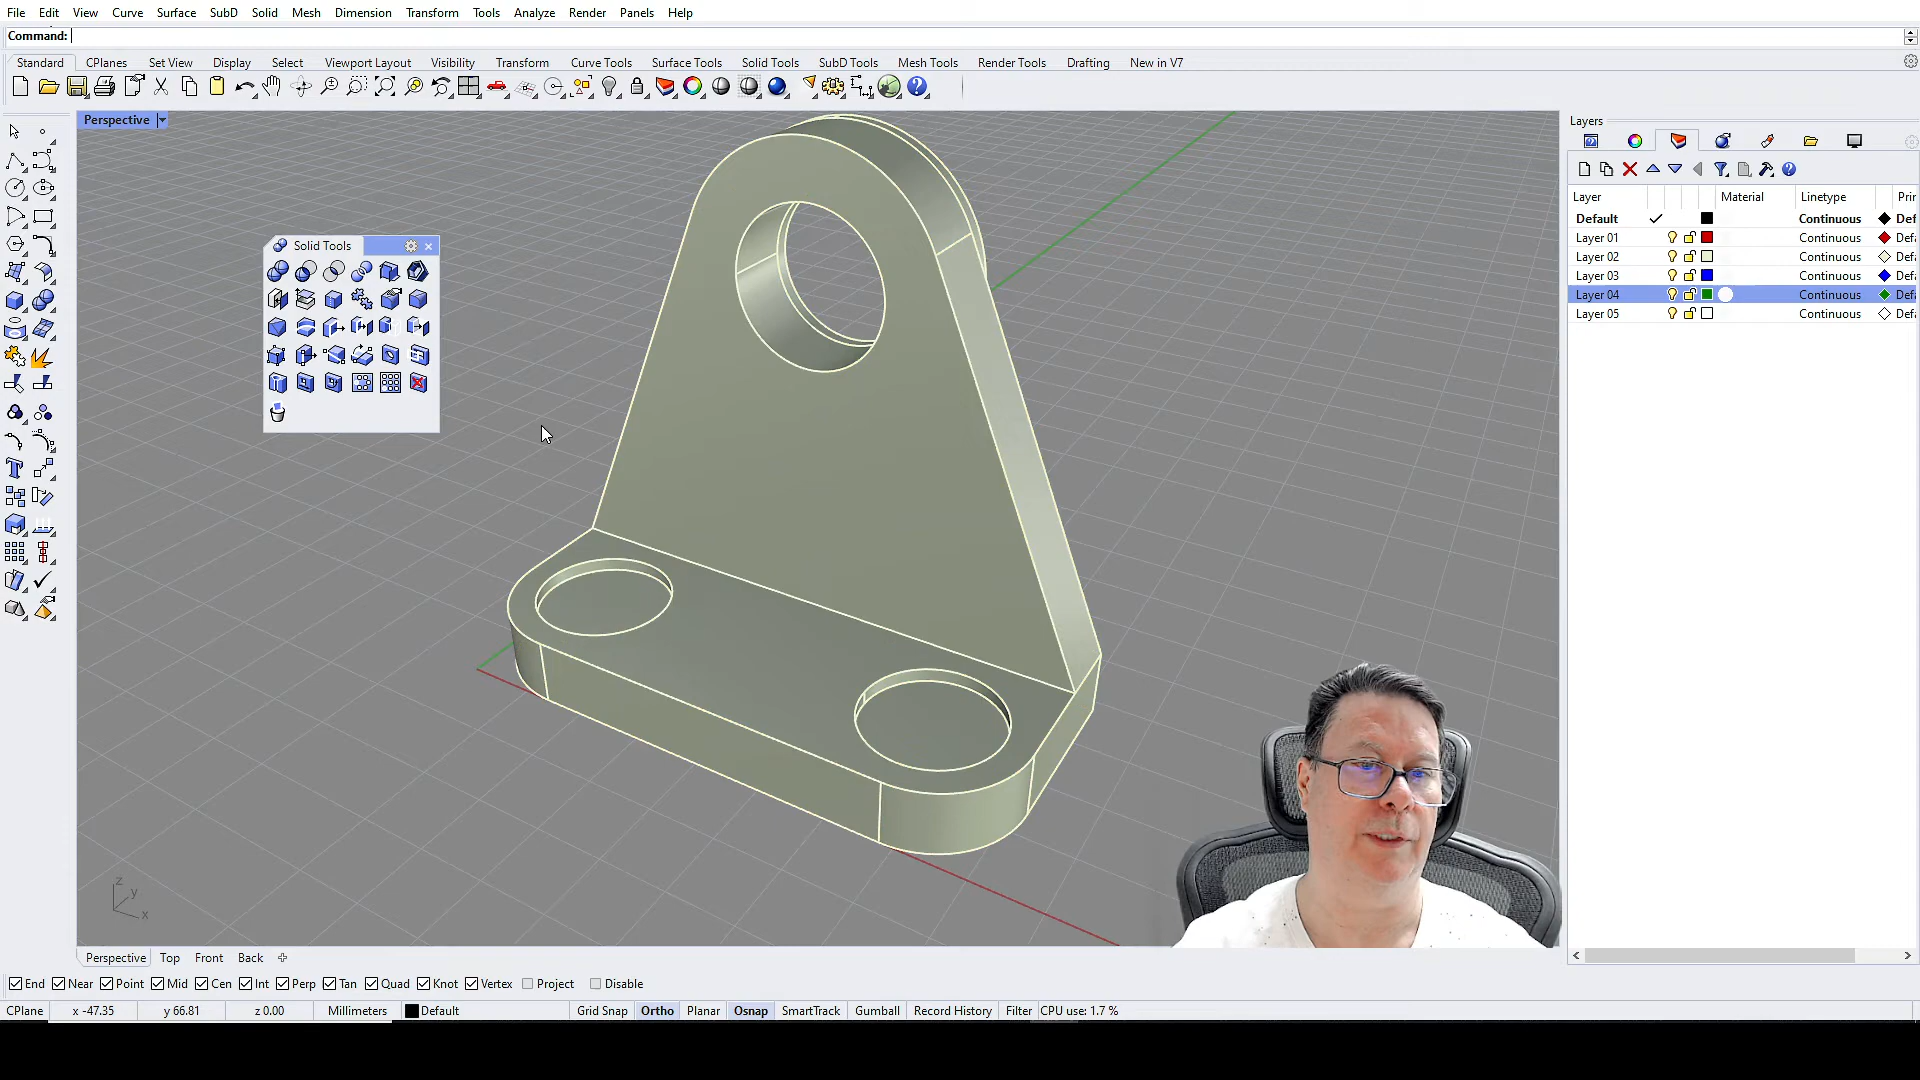 File Edit View Curve Surface SubD Solid Mesh Dimension Transform Tools Analyze Render Panels Help
Command:
Standard CPlanes Set View Display Select Viewport Layout Visibility Transform Curve Tools Surface Tools Solid Tools SubD Tools Mesh Tools Render Tools Drafting New in V7
Perspective
Layers
Layer Material Linetype Prir
Default Continuous Def
Layer 01 Continuous Defa
Layer 02 Continuous Defa
Layer 03 Continuous Defa
Layer 04 Continuous Defa
Layer 05 Continuous Defa
Solid Tools
z
y
x
Perspective Top Front Back
End Near Point Mid Cen Int Perp Tan Quad Knot Vertex Project Disable
CPlane x -47.35 y 66.81 z 0.00 Millimeters Default Grid Snap Ortho Planar Osnap SmartTrack Gumball Record History Filter CPU use: 1.7 %